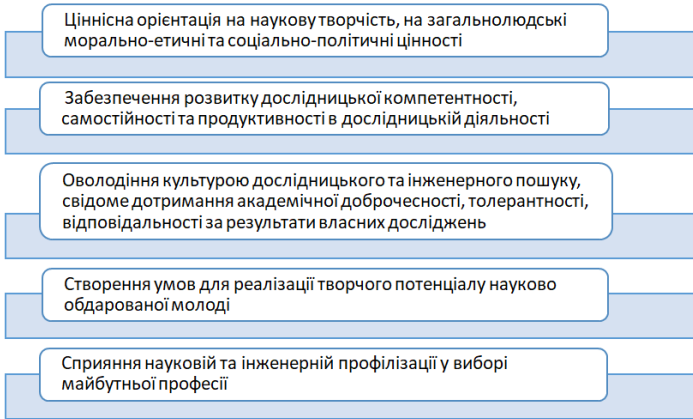 Ціннісна орієнтація на наукову творчість, на загальнолюдські
морально-етичні та соціально-політичні цінності
Забезпечення розвитку дослідницької компетентності,
самостійності та продуктивності в дослідницькій діяльності
Оволодіння культурою дослідницького та інженерного пошуку,
свідоме дотримання академічної доброчесності, толерантності,
відповідальності за результати власних досліджень
Створення умов для реалізації творчого потенціалу науково
обдарованої молоді
Сприяння науковій та інженерній профілізації у виборі
майбутньої професії